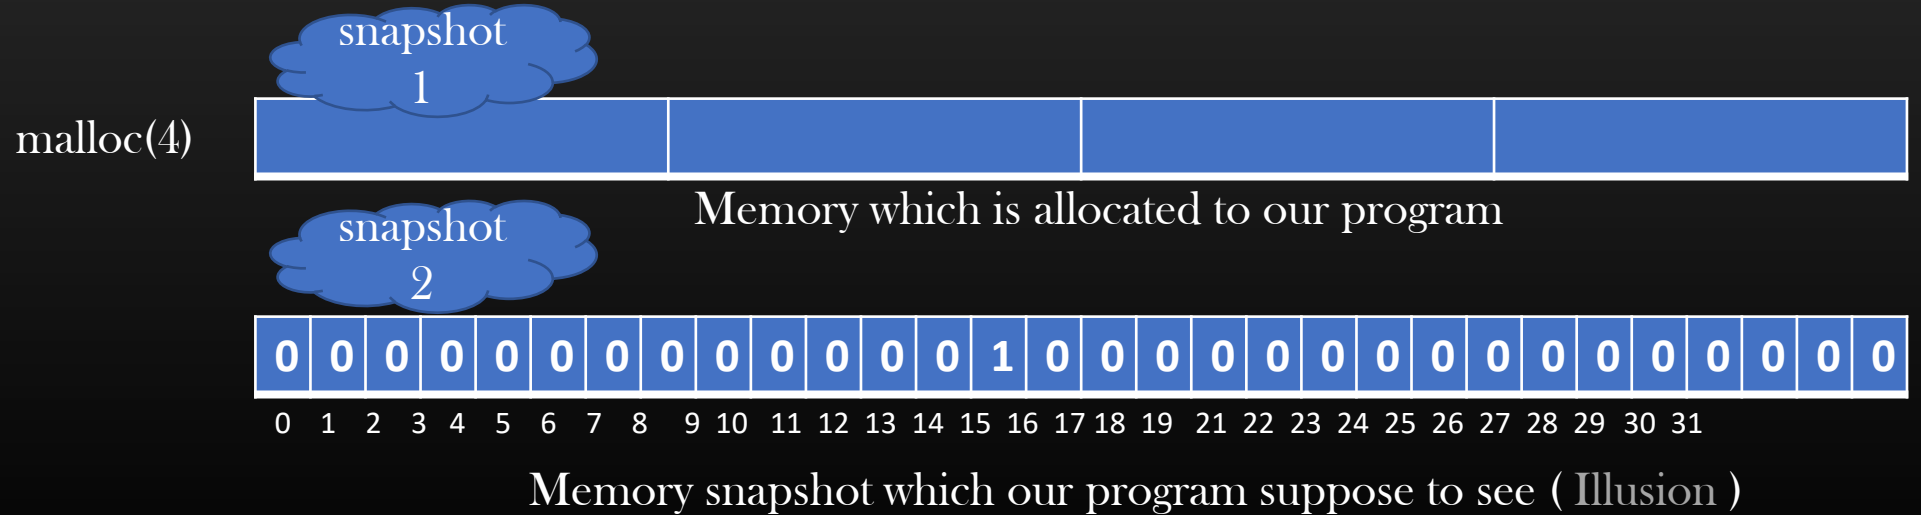 snapshot
1
malloc(4)
Memory which is allocated to our program
snapshot
2
0 0 0 0 0 0 0 0 0 0 0 0 0 1 0 0 0 0 0 0 0 0 0 0 0 0 0 0 0 0
0 1 2 3 4 5 6 7 8 9 10 11 12 13 14 15 16 17 18 19 21 22 23 24 25 26 27 28 29 30 31
Memory snapshot which our program suppose to see ( Illusion )